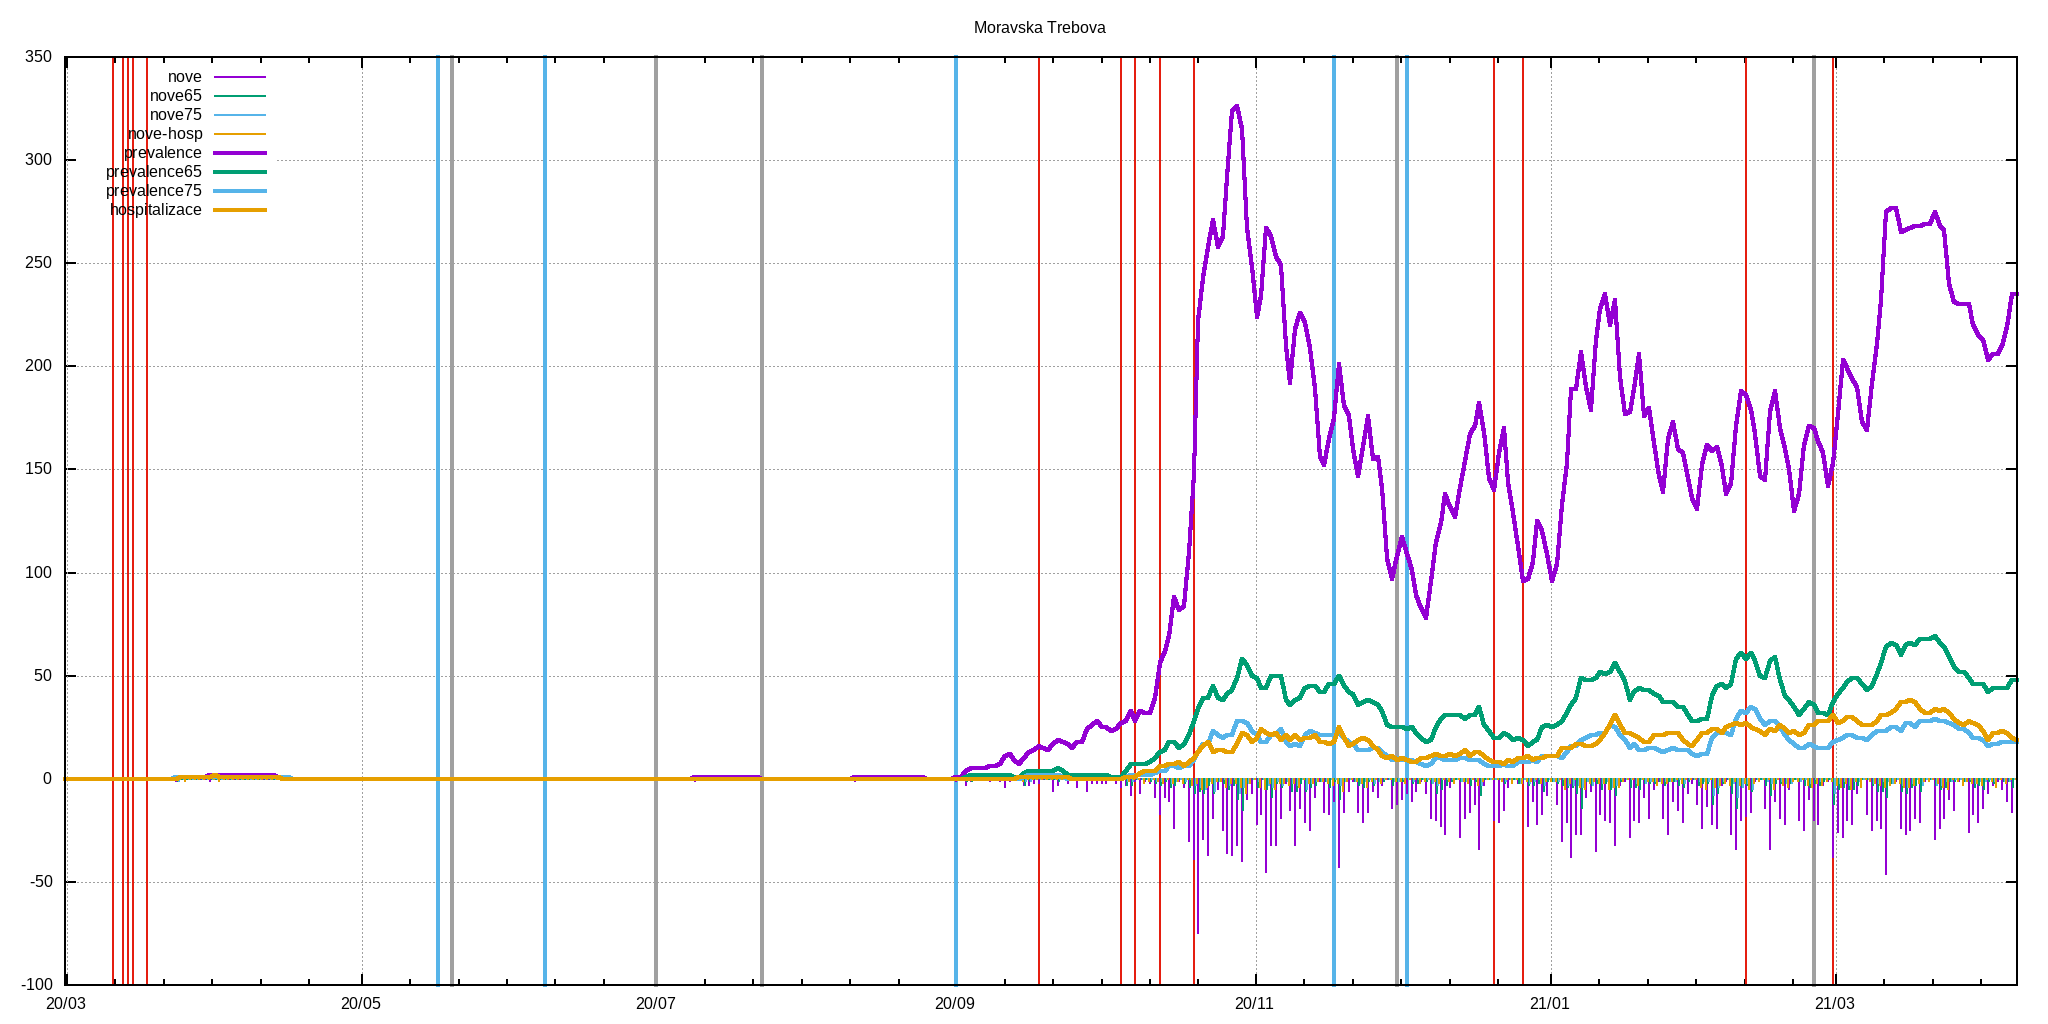 Moravska Trebova
350
300
250
200
150
100
50
0
-50
-100
nove
nove65
nove75
nove-hosp
prevalence
prevalence65
prevalence75
hospitalizace
20/03
20/05
20/07
20/09
20/11
21/01
21/03